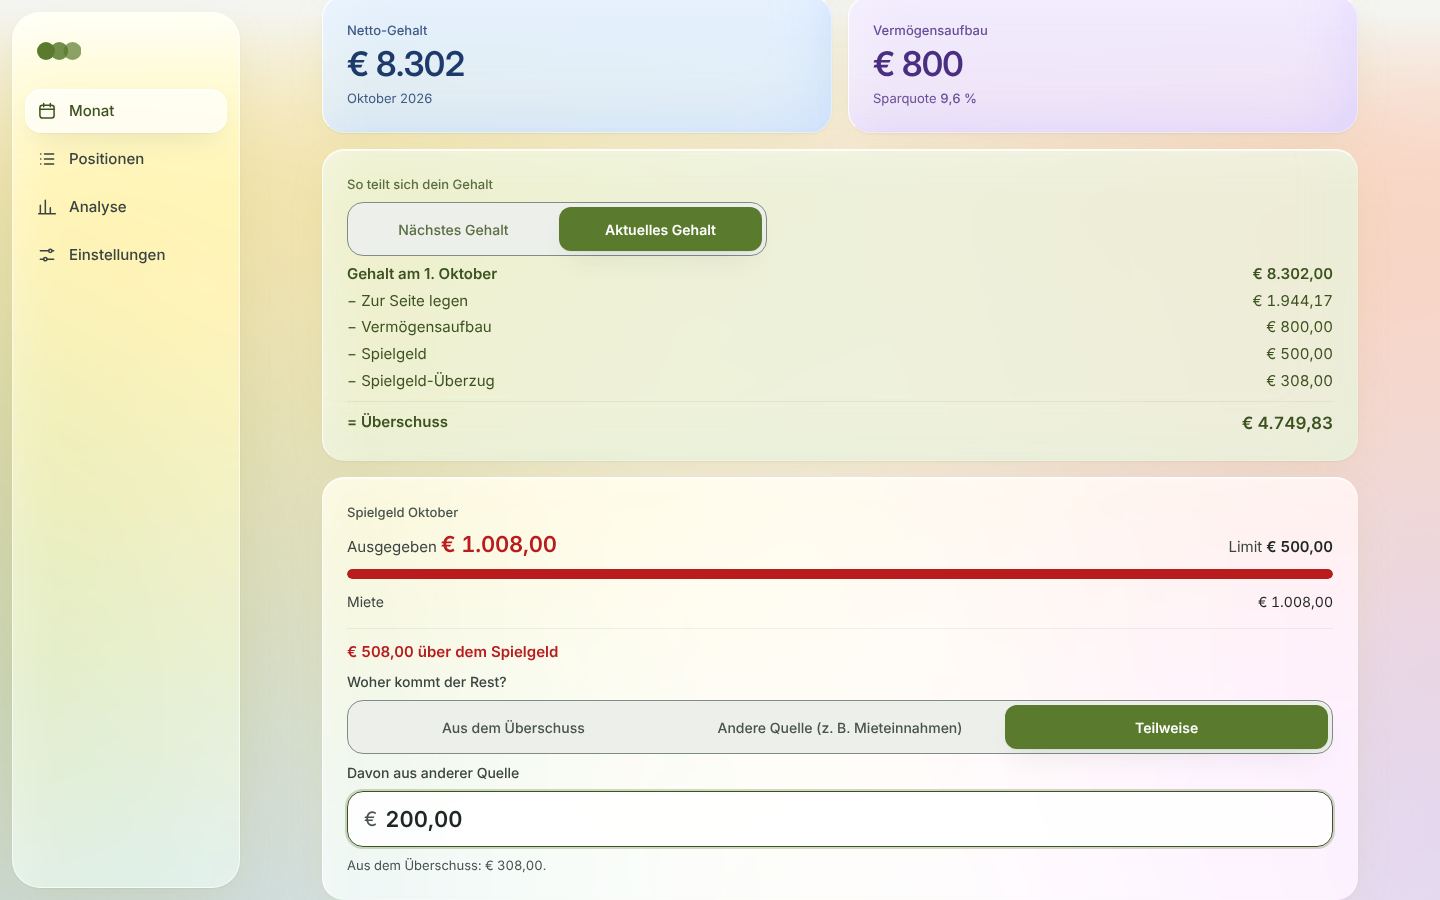 Monat
Positionen
Analyse
Einstellungen
Netto-Gehalt
€ 8.302
Oktober 2026
Vermögensaufbau
€ 800
Sparquote 9,6 %
So teilt sich dein Gehalt
Nächstes Gehalt
Aktuelles Gehalt
Gehalt am 1. Oktober € 8.302,00
− Zur Seite legen € 1.944,17
− Vermögensaufbau € 800,00
− Spielgeld € 500,00
− Spielgeld-Überzug € 308,00
= Überschuss € 4.749,83
Spielgeld Oktober
Ausgegeben € 1.008,00 Limit € 500,00
Miete € 1.008,00
€ 508,00 über dem Spielgeld
Woher kommt der Rest?
Aus dem Überschuss
Andere Quelle (z. B. Mieteinnahmen)
Teilweise
Davon aus anderer Quelle
€ 200,00
Aus dem Überschuss: € 308,00.